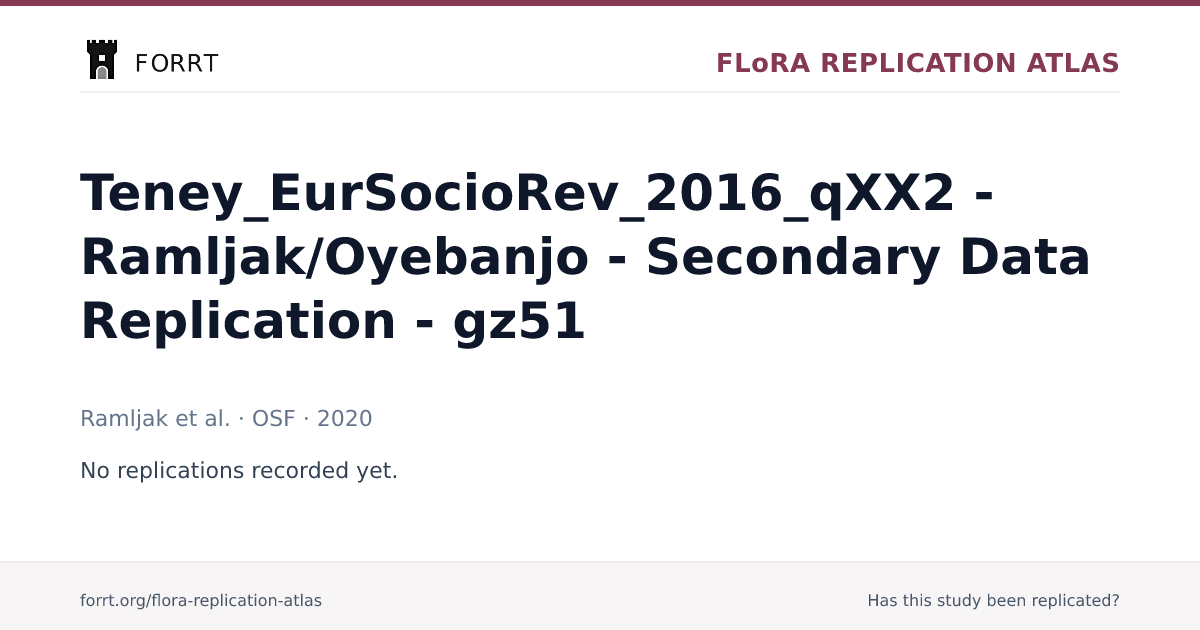 FORRT
FLoRA REPLICATION ATLAS
Teney_EurSocioRev_2016_qXX2 -
Ramljak/Oyebanjo - Secondary Data
Replication - gz51
Ramljak et al. · OSF · 2020
No replications recorded yet.
forrt.org/flora-replication-atlas
Has this study been replicated?